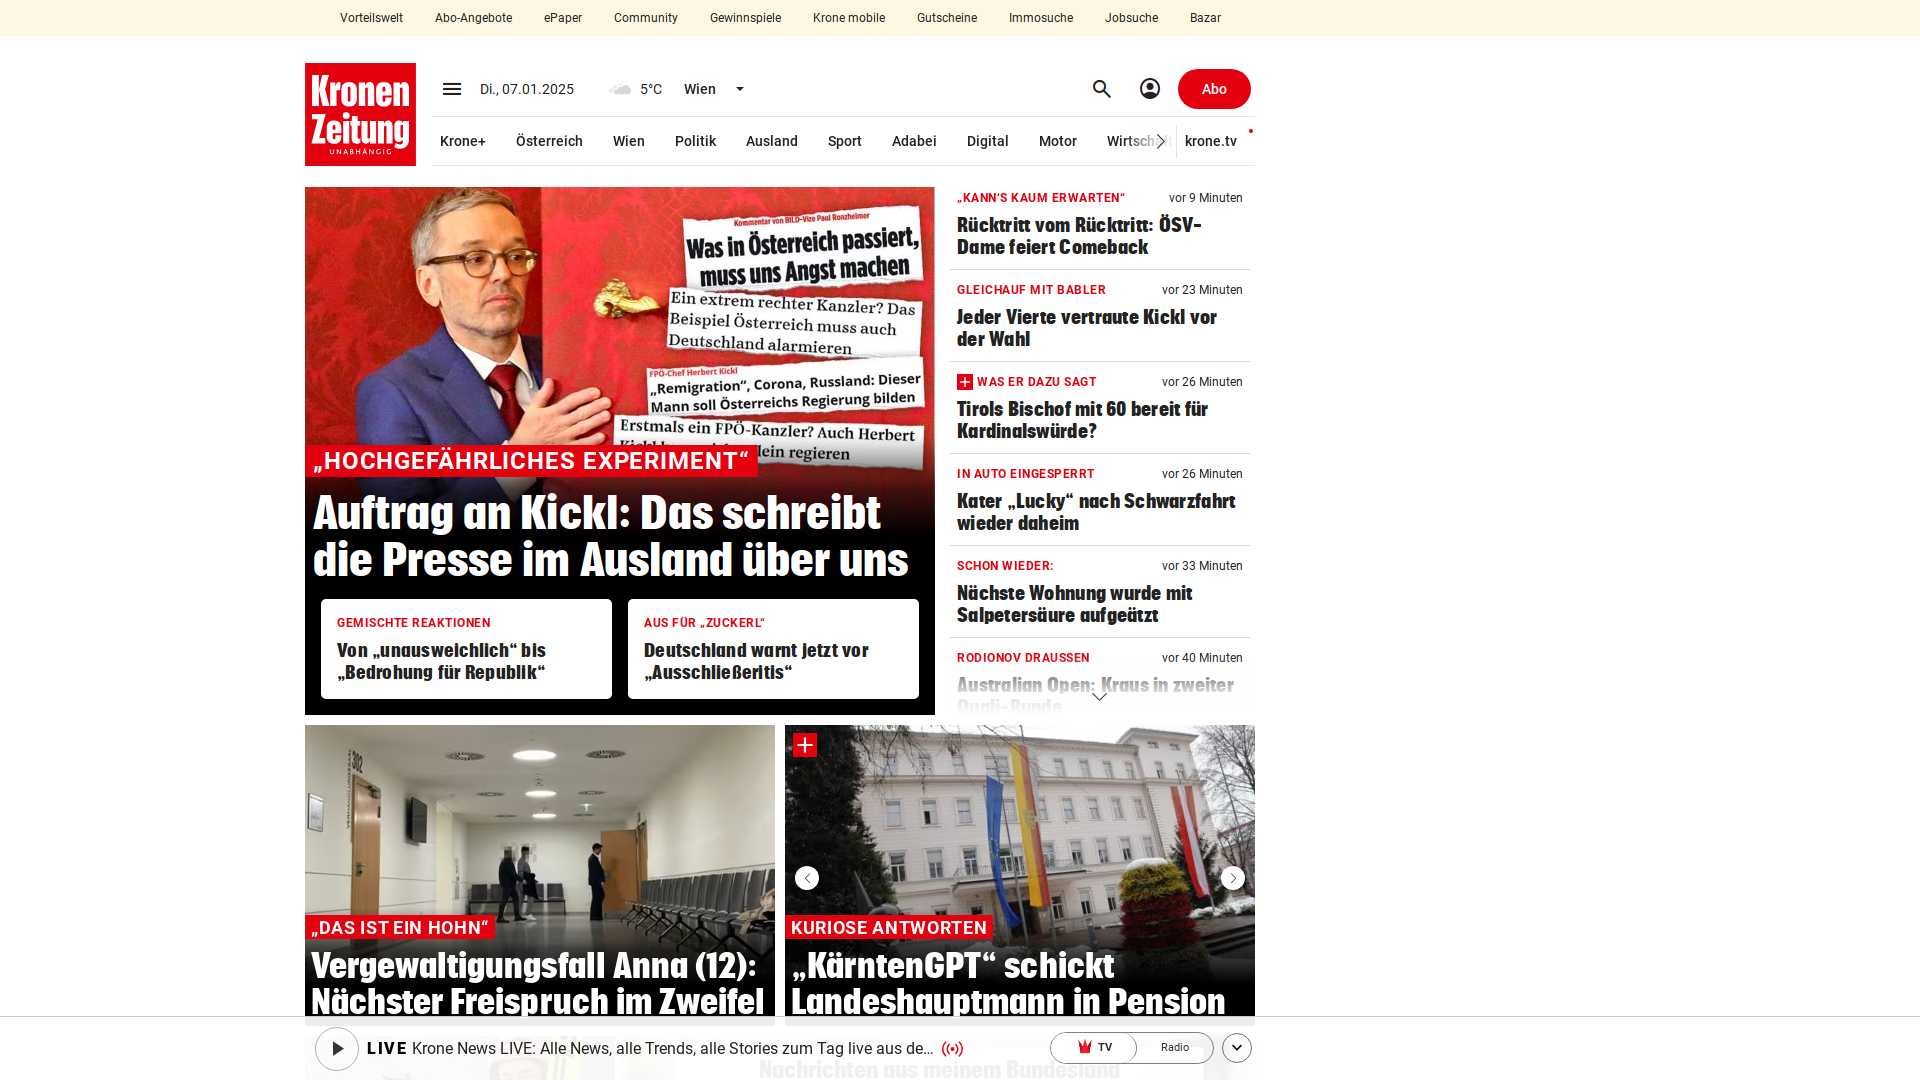 Vorteilswelt Abo-Angebote ePaper Community Gewinnspiele Krone mobile Gutscheine Immosuche Jobsuche Bazar
Kronen
Zeitung
UNABHÄNGIG
Di., 07.01.2025 5°C Wien
Abo
Krone+ Österreich Wien Politik Ausland Sport Adabei Digital Motor Wirtschaft krone.tv
Kommentar von BILD-Vize Paul Ronzheimer
Was in Österreich passiert,
muss uns Angst machen
Ein extrem rechter Kanzler? Das
Beispiel Österreich muss auch
Deutschland alarmieren
FPÖ-Chef Herbert Kickl
„Remigration“, Corona, Russland: Dieser
Mann soll Österreichs Regierung bilden
Erstmals ein FPÖ-Kanzler? Auch Herbert
regieren
„HOCHGEFÄHRLICHES EXPERIMENT“
Auftrag an Kickl: Das schreibt
die Presse im Ausland über uns
GEMISCHTE REAKTIONEN
Von „unausweichlich“ bis
„Bedrohung für Republik“
AUS FÜR „ZUCKERL“
Deutschland warnt jetzt vor
„Ausschließeritis“
„KANN’S KAUM ERWARTEN“ vor 9 Minuten
Rücktritt vom Rücktritt: ÖSV-
Dame feiert Comeback
GLEICHAUF MIT BABLER vor 23 Minuten
Jeder Vierte vertraute Kickl vor
der Wahl
WAS ER DAZU SAGT vor 26 Minuten
Tirols Bischof mit 60 bereit für
Kardinalswürde?
IN AUTO EINGESPERRT vor 26 Minuten
Kater „Lucky“ nach Schwarzfahrt
wieder daheim
SCHON WIEDER: vor 33 Minuten
Nächste Wohnung wurde mit
Salpetersäure aufgeätzt
RODIONOV DRAUSSEN vor 40 Minuten
Australian Open: Kraus in zweiter
Quali-Runde
302
„DAS IST EIN HOHN“
Vergewaltigungsfall Anna (12):
Nächster Freispruch im Zweifel
KURIOSE ANTWORTEN
„KärntenGPT“ schickt
Landeshauptmann in Pension
LIVE Krone News LIVE: Alle News, alle Trends, alle Stories zum Tag live aus de...
TV Radio
Nachrichten aus meinem Bundesland